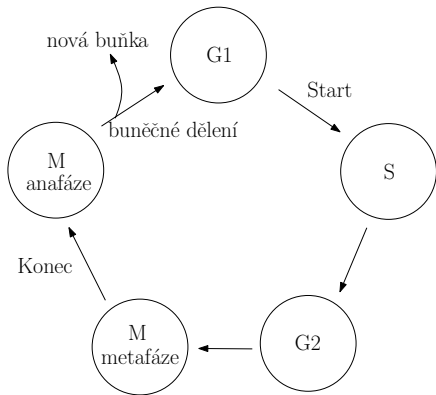 nová buňka
G1
Start
buněčné dělení
M
anafáze
S
Konec
M
metafáze
G2